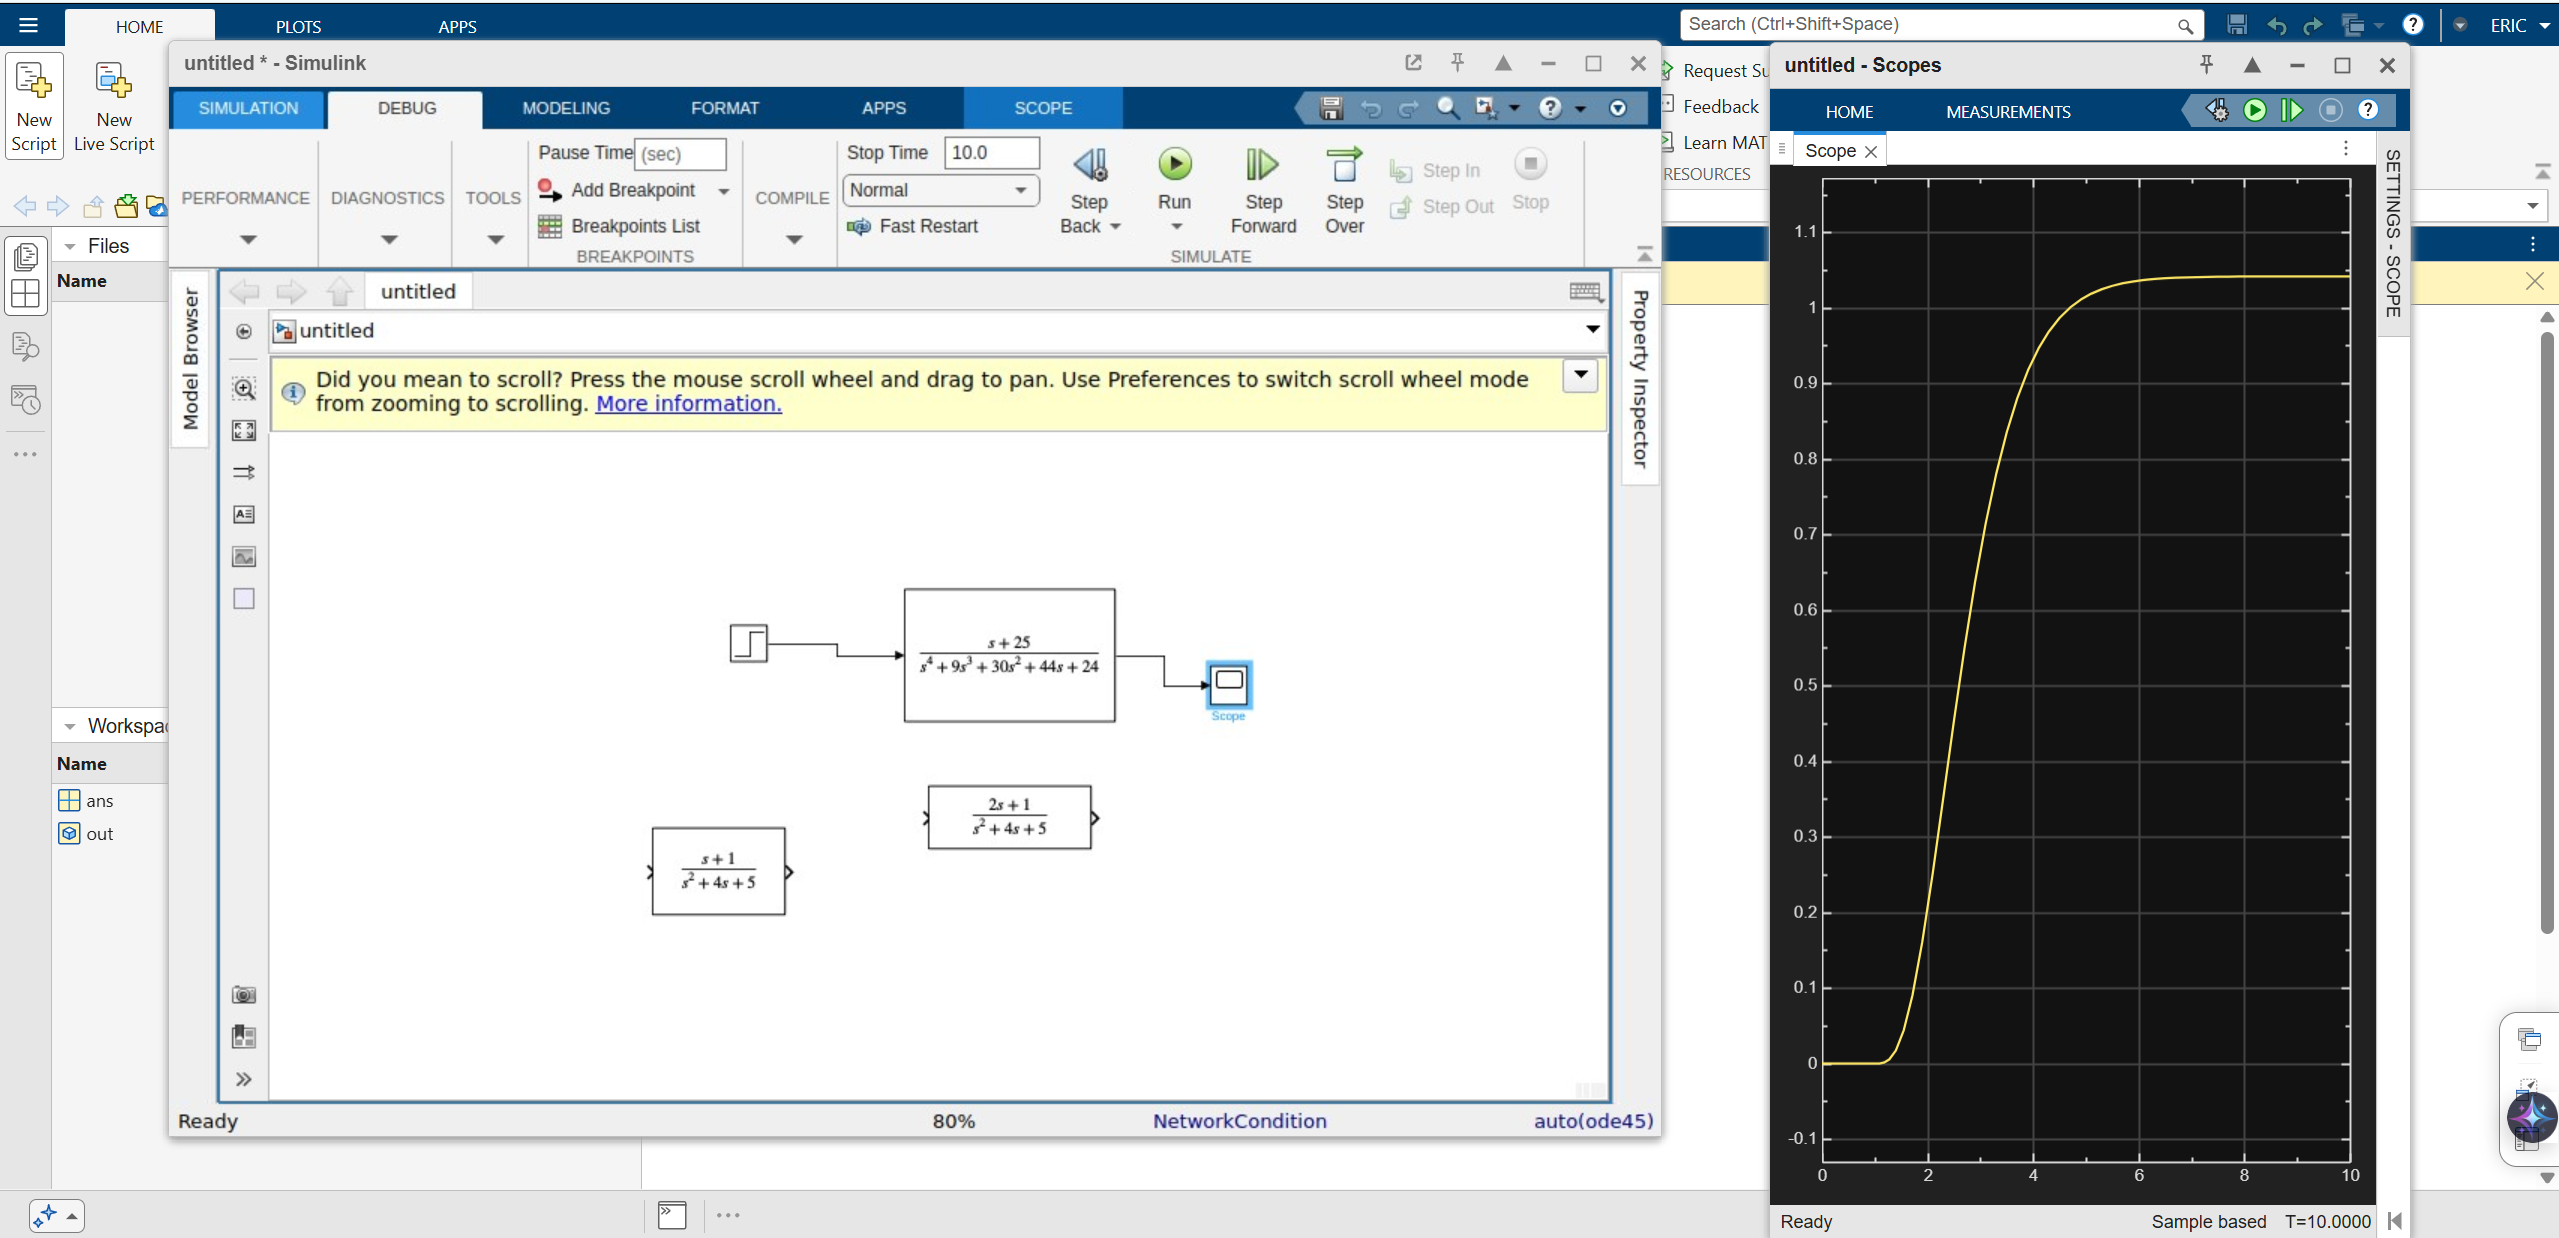 HOME PLOTS APPS
Search (Ctrl+Shift+Space)
ERIC
New Script
New Live Script
untitled * - Simulink
SIMULATION DEBUG MODELING FORMAT APPS SCOPE
PERFORMANCE
DIAGNOSTICS
TOOLS
Pause Time (sec)
Add Breakpoint
Breakpoints List
BREAKPOINTS
COMPILE
Stop Time 10.0
Normal
Fast Restart
Step Back
Run
Step Forward
Step Over
Step In
Step Out
Stop
SIMULATE
Request Su
Feedback
Learn MAT
RESOURCES
Files
Name
Workspa
Name
ans
out
Model Browser
untitled
untitled
Did you mean to scroll? Press the mouse scroll wheel and drag to pan. Use Preferences to switch scroll wheel mode
from zooming to scrolling. More information.
Property Inspector
s + 25
s⁴ + 9s³ + 30s² + 44s + 24
Scope
2s + 1
s² + 4s + 5
s + 1
s² + 4s + 5
Ready 80% NetworkCondition auto(ode45)
untitled - Scopes
HOME MEASUREMENTS
Scope
SETTINGS - SCOPE
1.1
1
0.9
0.8
0.7
0.6
0.5
0.4
0.3
0.2
0.1
0
-0.1
0 2 4 6 8 10
Ready Sample based T=10.0000